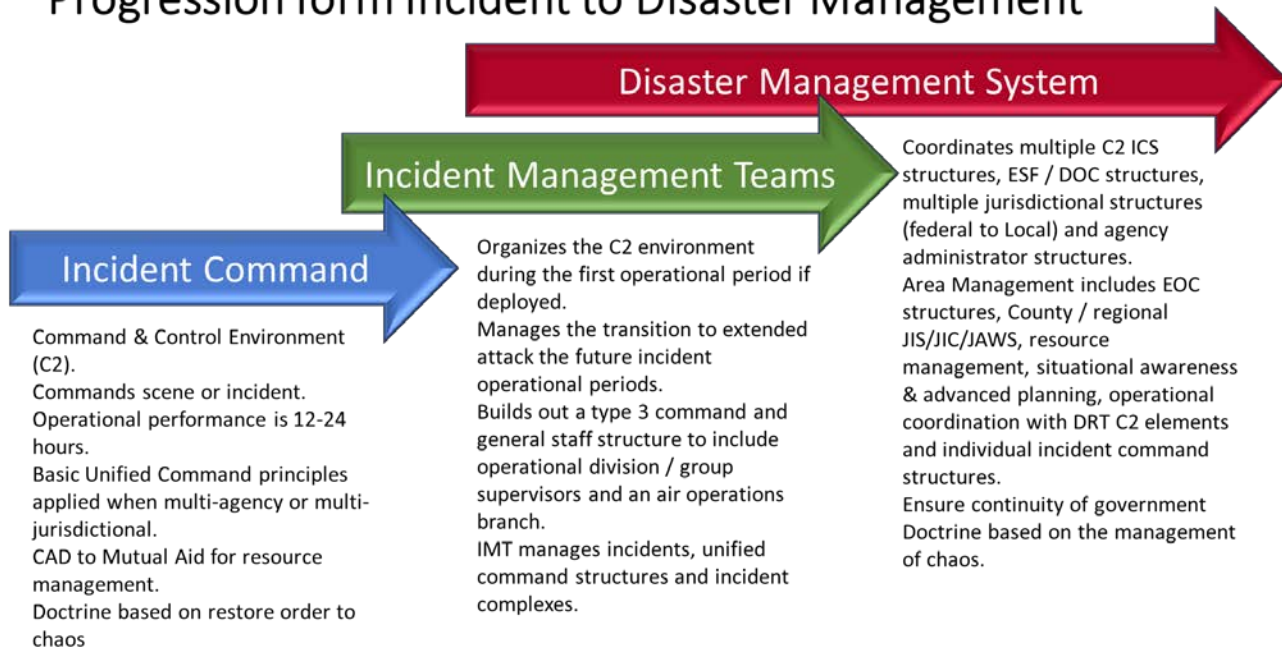 Progression form Incident to Disaster Management
Disaster Management System
Incident Management Teams
Incident Command
Command & Control Environment
(C2).
Commands scene or incident.
Operational performance is 12-24
hours.
Basic Unified Command principles
applied when multi-agency or multi-
jurisdictional.
CAD to Mutual Aid for resource
management.
Doctrine based on restore order to
chaos
Organizes the C2 environment
during the first operational period if
deployed.
Manages the transition to extended
attack the future incident
operational periods.
Builds out a type 3 command and
general staff structure to include
operational division / group
supervisors and an air operations
branch.
IMT manages incidents, unified
command structures and incident
complexes.
Coordinates multiple C2 ICS
structures, ESF / DOC structures,
multiple jurisdictional structures
(federal to Local) and agency
administrator structures.
Area Management includes EOC
structures, County / regional
JIS/JIC/JAWS, resource
management, situational awareness
& advanced planning, operational
coordination with DRT C2 elements
and individual incident command
structures.
Ensure continuity of government
Doctrine based on the management
of chaos.